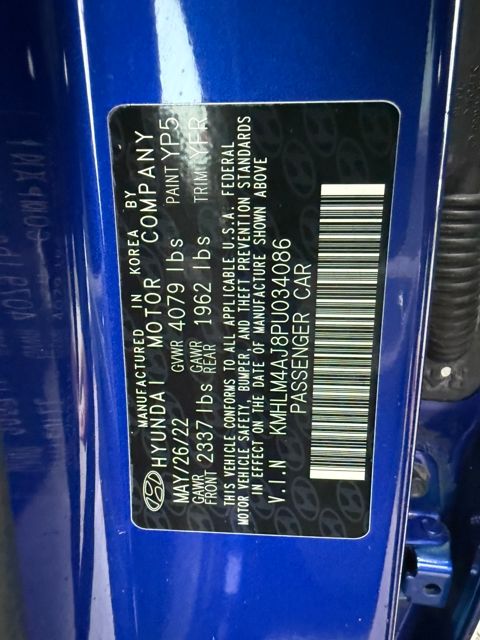 MANUFACTURED IN KOREA BY
HYUNDAI MOTOR COMPANY
MAY/26/22 GVWR 4079 lbs PAINT YP5
GAWR FRONT 2337 lbs GAWR REAR 1962 lbs TRIM YFR
THIS VEHICLE CONFORMS TO ALL APPLICABLE U.S.A. FEDERAL
MOTOR VEHICLE SAFETY, BUMPER, AND THEFT PREVENTION STANDARDS
IN EFFECT ON THE DATE OF MANUFACTURE SHOWN ABOVE
V.I.N KMHLM4AJ8PU034086
PASSENGER CAR